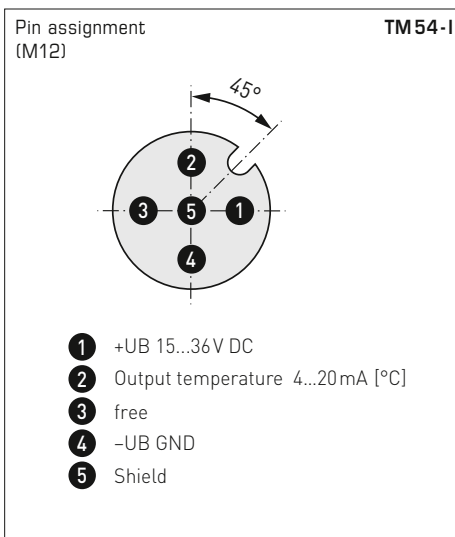 Pin assignment
(M12)
TM54-I
45°
2
3
5
1
4
1 +UB 15...36V DC
2 Output temperature 4...20mA [°C]
3 free
4 –UB GND
5 Shield